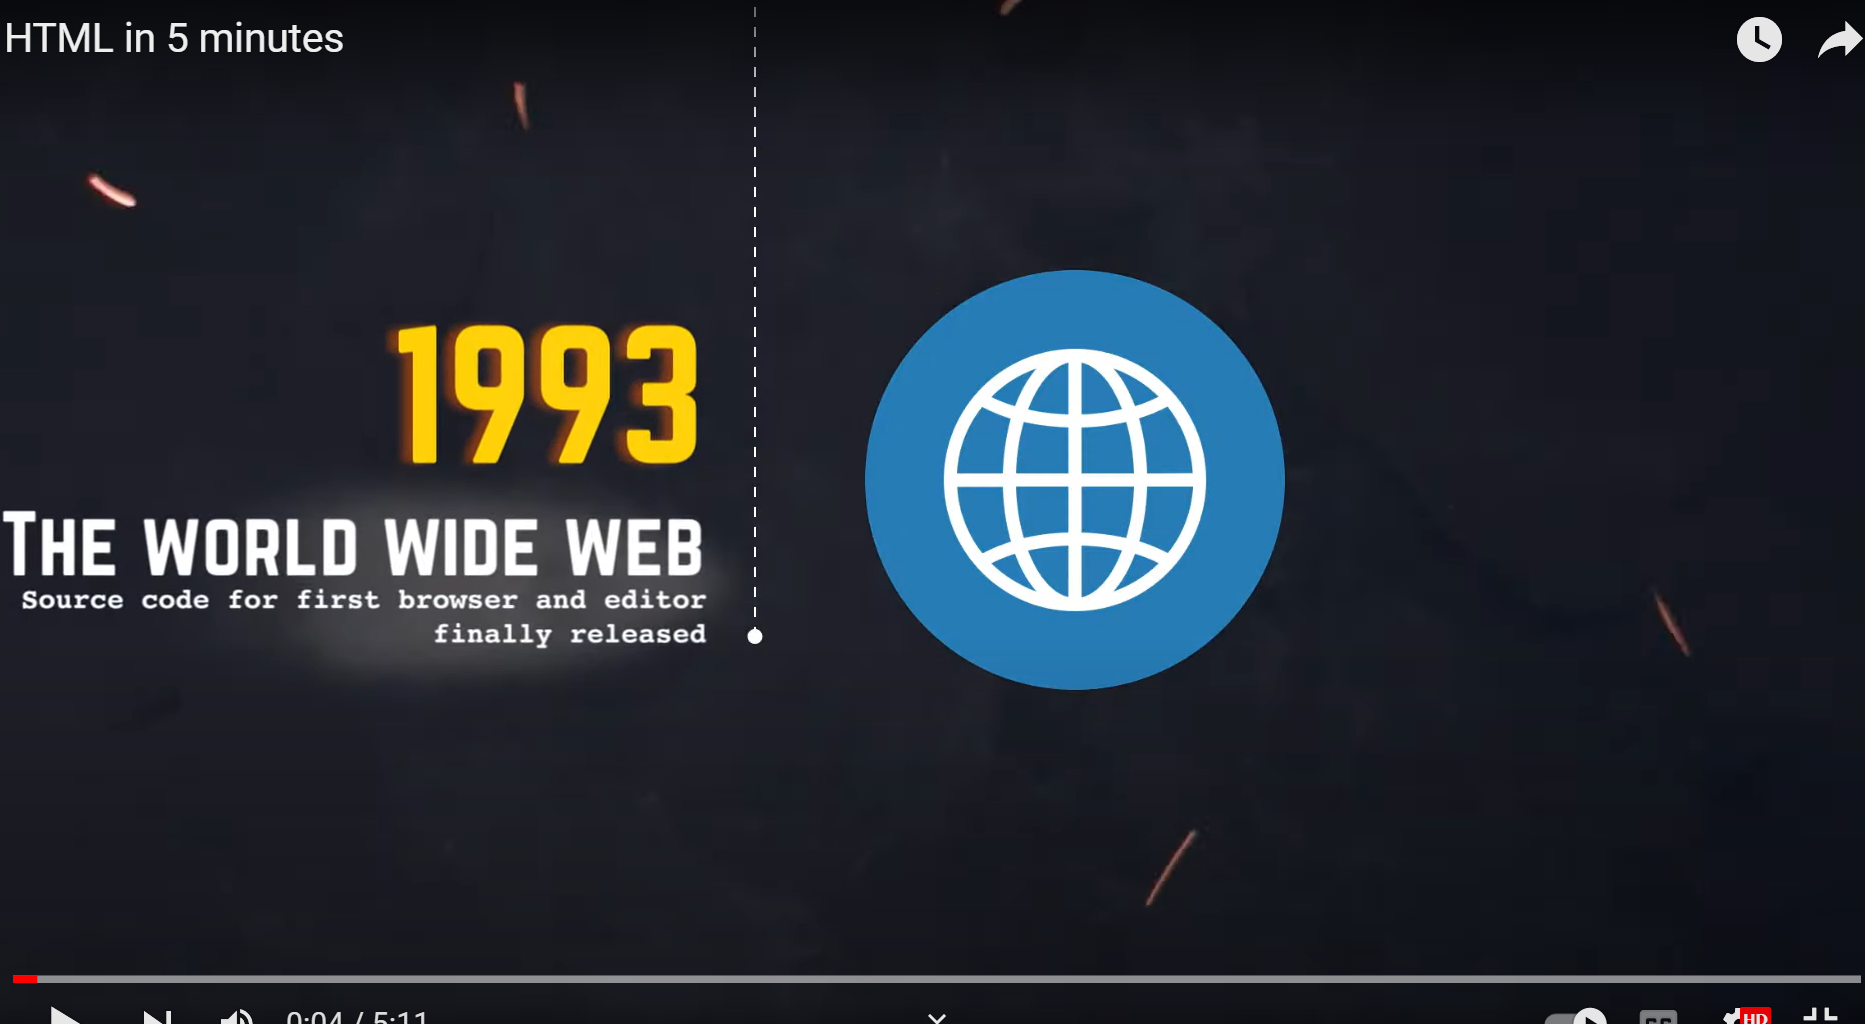 HTML in 5 minutes
1993
THE WORLD WIDE WEB
Source code for first browser and editor
finally released
0:04 / 5:11
CC
HD